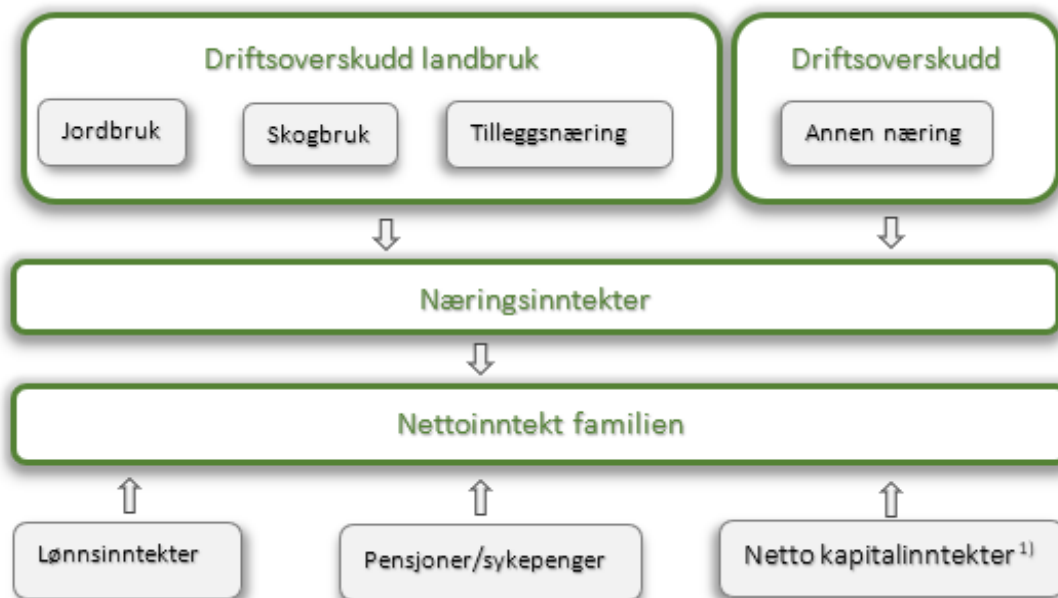 Driftsoverskudd landbruk
Driftsoverskudd
Jordbruk
Skogbruk
Tilleggsnæring
Annen næring
Næringsinntekter
Nettoinntekt familien
Lønnsinntekter
Pensjoner/sykepenger
Netto kapitalinntekter 1)